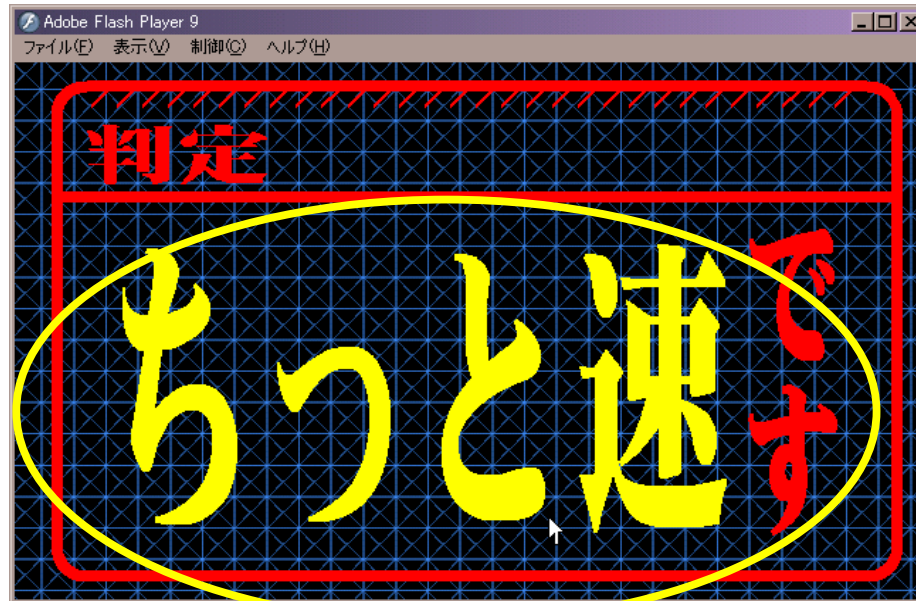 Adobe Flash Player 9
ファイル(F) 表示(V) 制御(C) ヘルプ(H)
判定
ちっと速
です